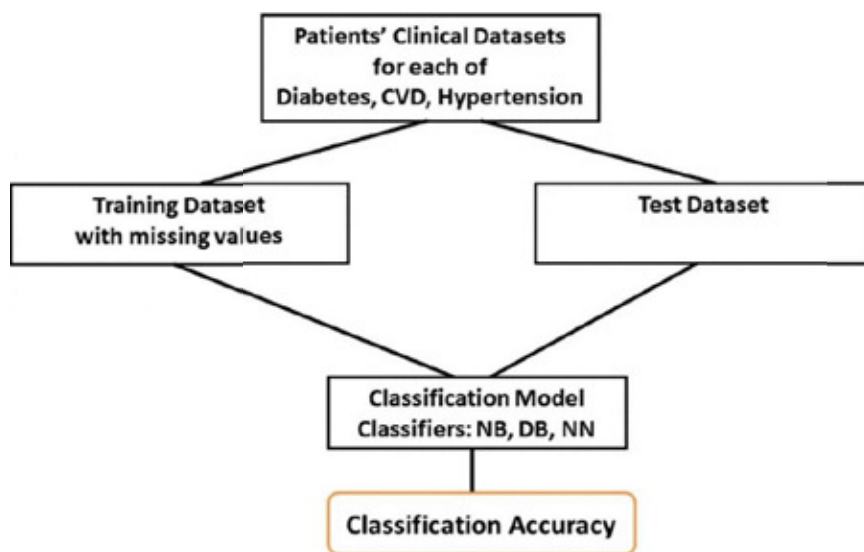 Patients’ Clinical Datasets
for each of
Diabetes, CVD, Hypertension
Training Dataset
with missing values
Test Dataset
Classification Model
Classifiers: NB, DB, NN
Classification Accuracy